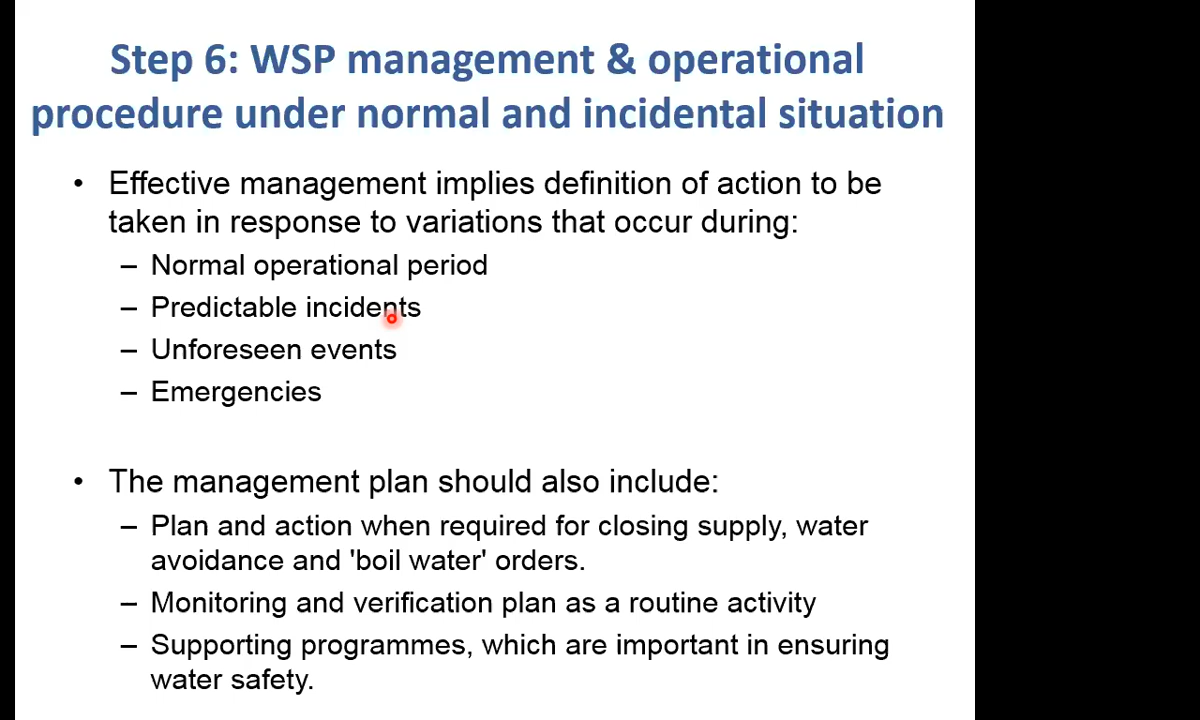 Step 6: WSP management & operational
procedure under normal and incidental situation
• Effective management implies definition of action to be
taken in response to variations that occur during:
– Normal operational period
– Predictable incidents
– Unforeseen events
– Emergencies
• The management plan should also include:
– Plan and action when required for closing supply, water
avoidance and 'boil water' orders.
– Monitoring and verification plan as a routine activity
– Supporting programmes, which are important in ensuring
water safety.